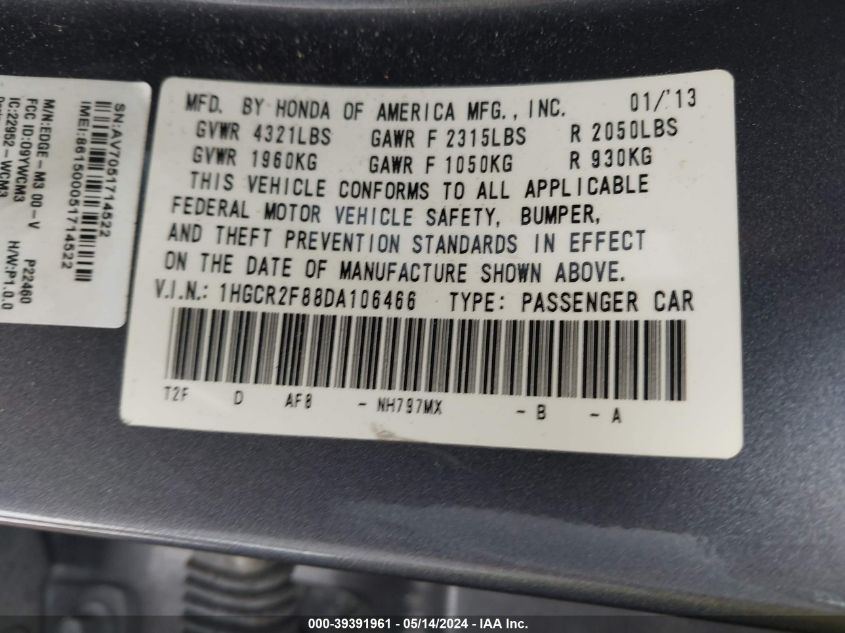 MFD. BY HONDA OF AMERICA MFG., INC. 01/'13
GVWR 4321LBS GAWR F 2315LBS R 2050LBS
GVWR 1960KG GAWR F 1050KG R 930KG
THIS VEHICLE CONFORMS TO ALL APPLICABLE
FEDERAL MOTOR VEHICLE SAFETY, BUMPER,
AND THEFT PREVENTION STANDARDS IN EFFECT
ON THE DATE OF MANUFACTURE SHOWN ABOVE.
V.I.N.: 1HGCR2F88DA106466 TYPE: PASSENGER CAR
T2F D AF8 - NH797MX - B - A
SN:AV7051714522
IMEI:861500051714522
M/N:EDGE-M3 00-V P22460
FCC ID:09YWCM3
IC:22952-WCM3 H/W:P1.0.0
000-39391961 - 05/14/2024 - IAA Inc.